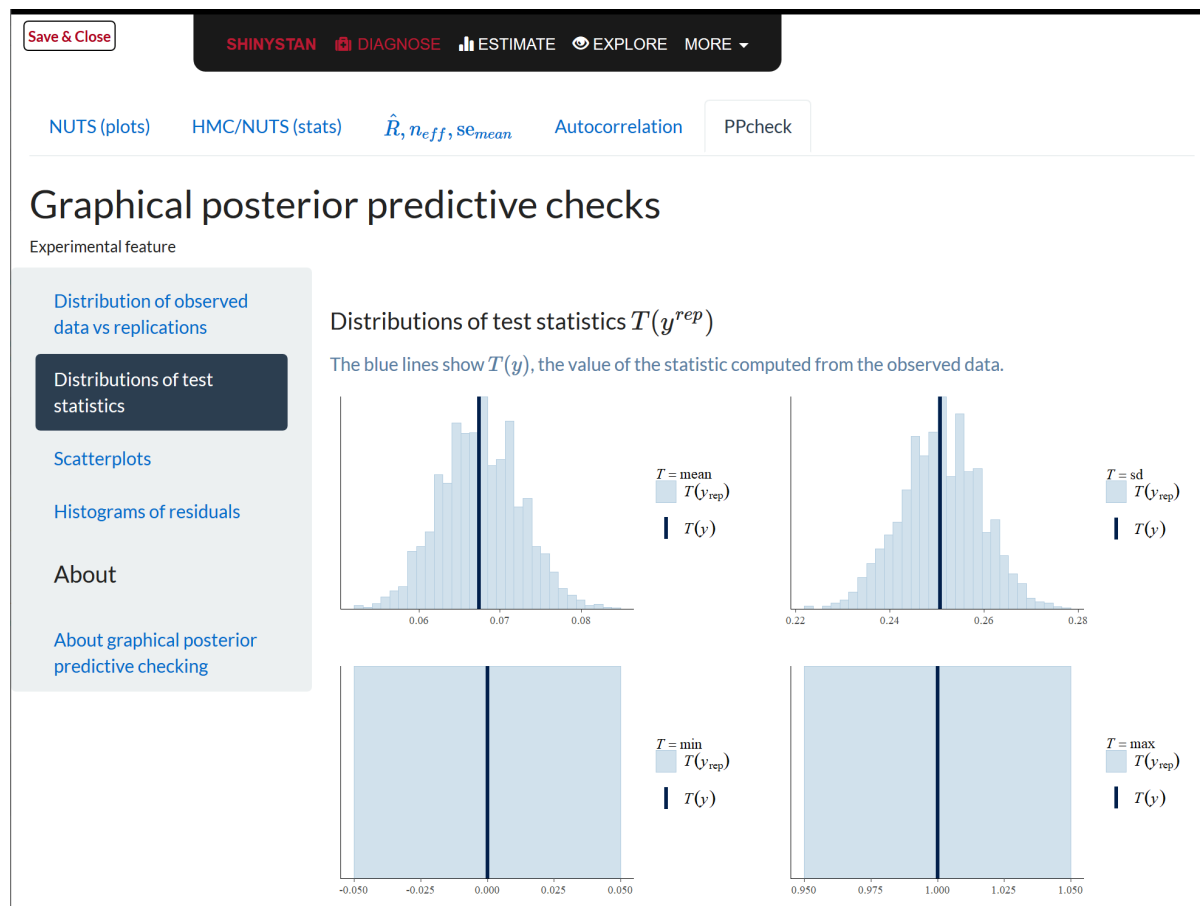 Save & Close
SHINYSTAN DIAGNOSE ESTIMATE EXPLORE MORE
NUTS (plots) HMC/NUTS (stats) R̂, n_eff, se_mean Autocorrelation PPcheck
Graphical posterior predictive checks
Experimental feature
Distribution of observed
data vs replications
Distributions of test
statistics
Scatterplots
Histograms of residuals
About
About graphical posterior
predictive checking
Distributions of test statistics T(y^rep)
The blue lines show T(y), the value of the statistic computed from the observed data.
T = mean
T(y_rep)
T(y)
0.06 0.07 0.08
T = sd
T(y_rep)
T(y)
0.22 0.24 0.26 0.28
T = min
T(y_rep)
T(y)
-0.050 -0.025 0.000 0.025 0.050
T = max
T(y_rep)
T(y)
0.950 0.975 1.000 1.025 1.050